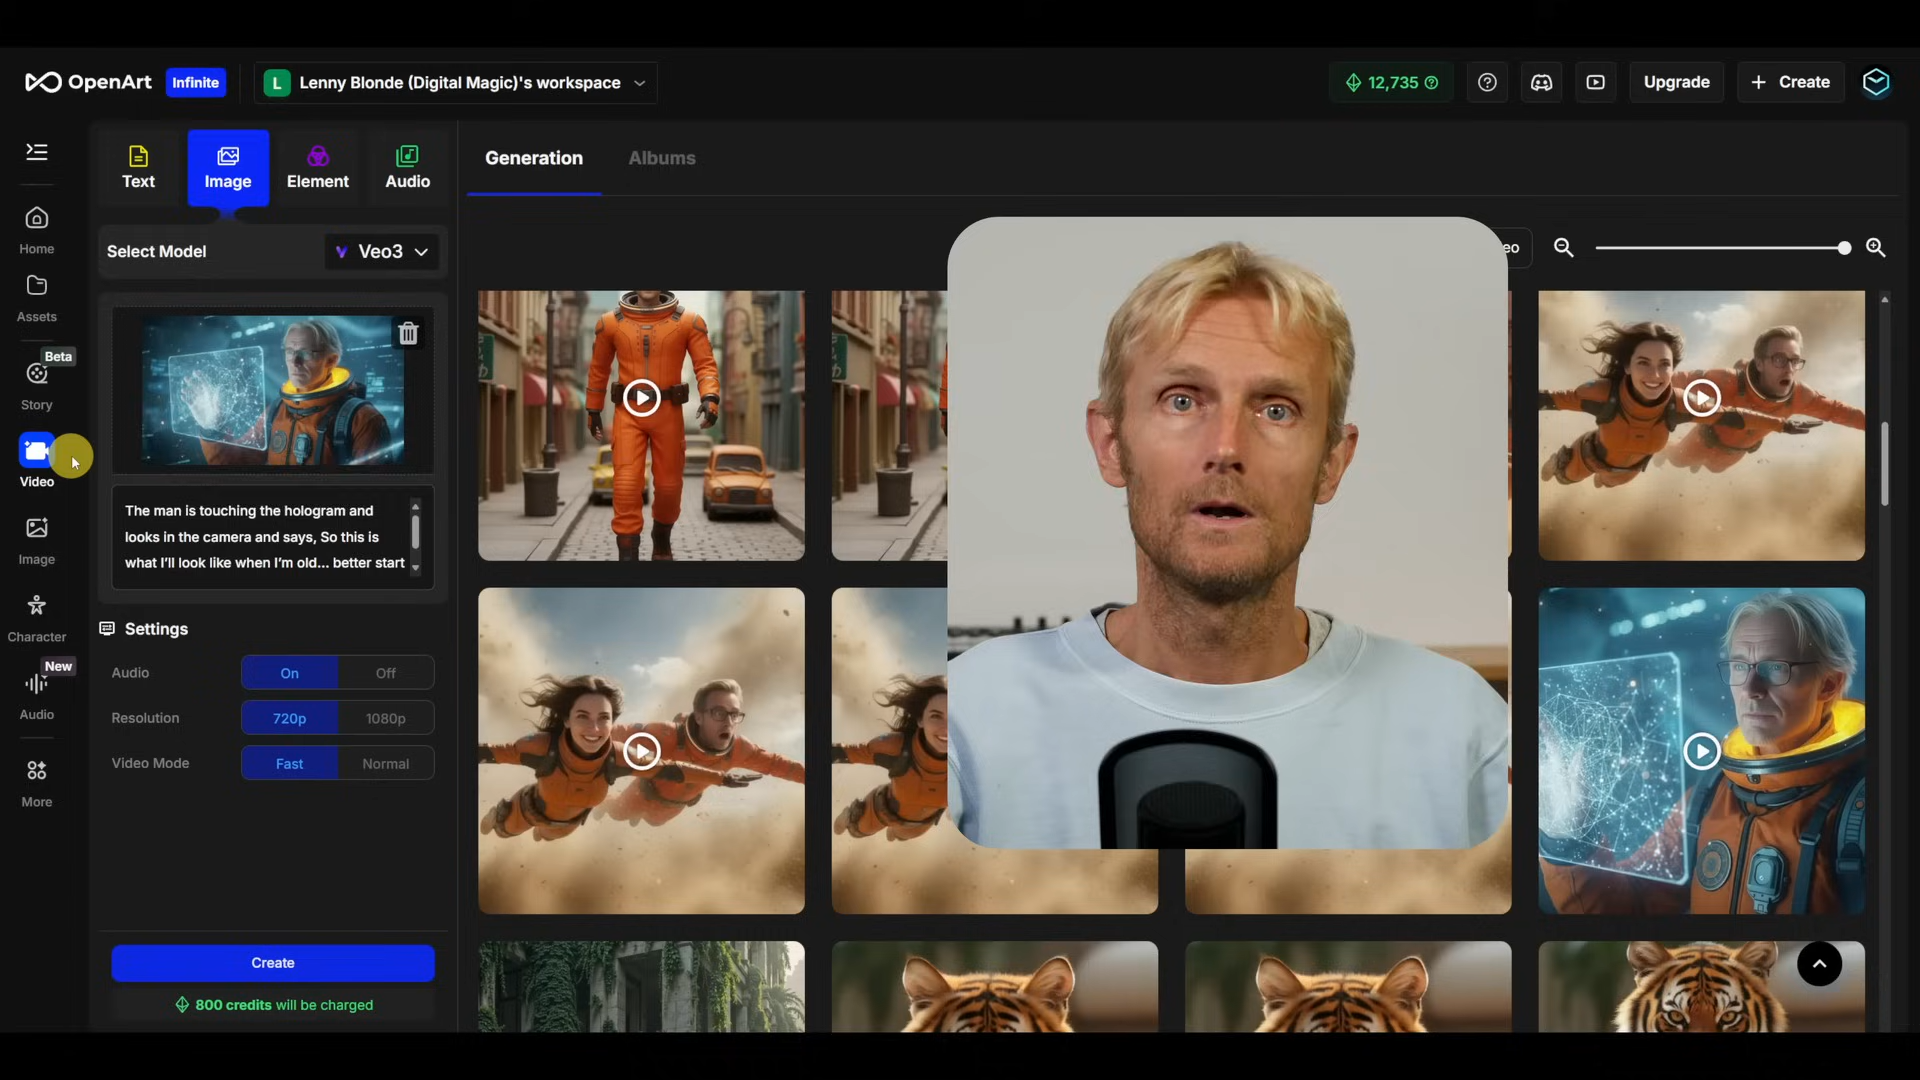 OpenArt Infinite
L Lenny Blonde (Digital Magic)'s workspace
12,735
Upgrade
+ Create
Text
Image
Element
Audio
Generation
Albums
Select Model
Veo3
Home
Assets
Beta
Story
Video
Image
Character
New
Audio
More
The man is touching the hologram and
looks in the camera and says, So this is
what I'll look like when I'm old... better start
Settings
Audio
On
Off
Resolution
720p
1080p
Video Mode
Fast
Normal
Create
800 credits will be charged